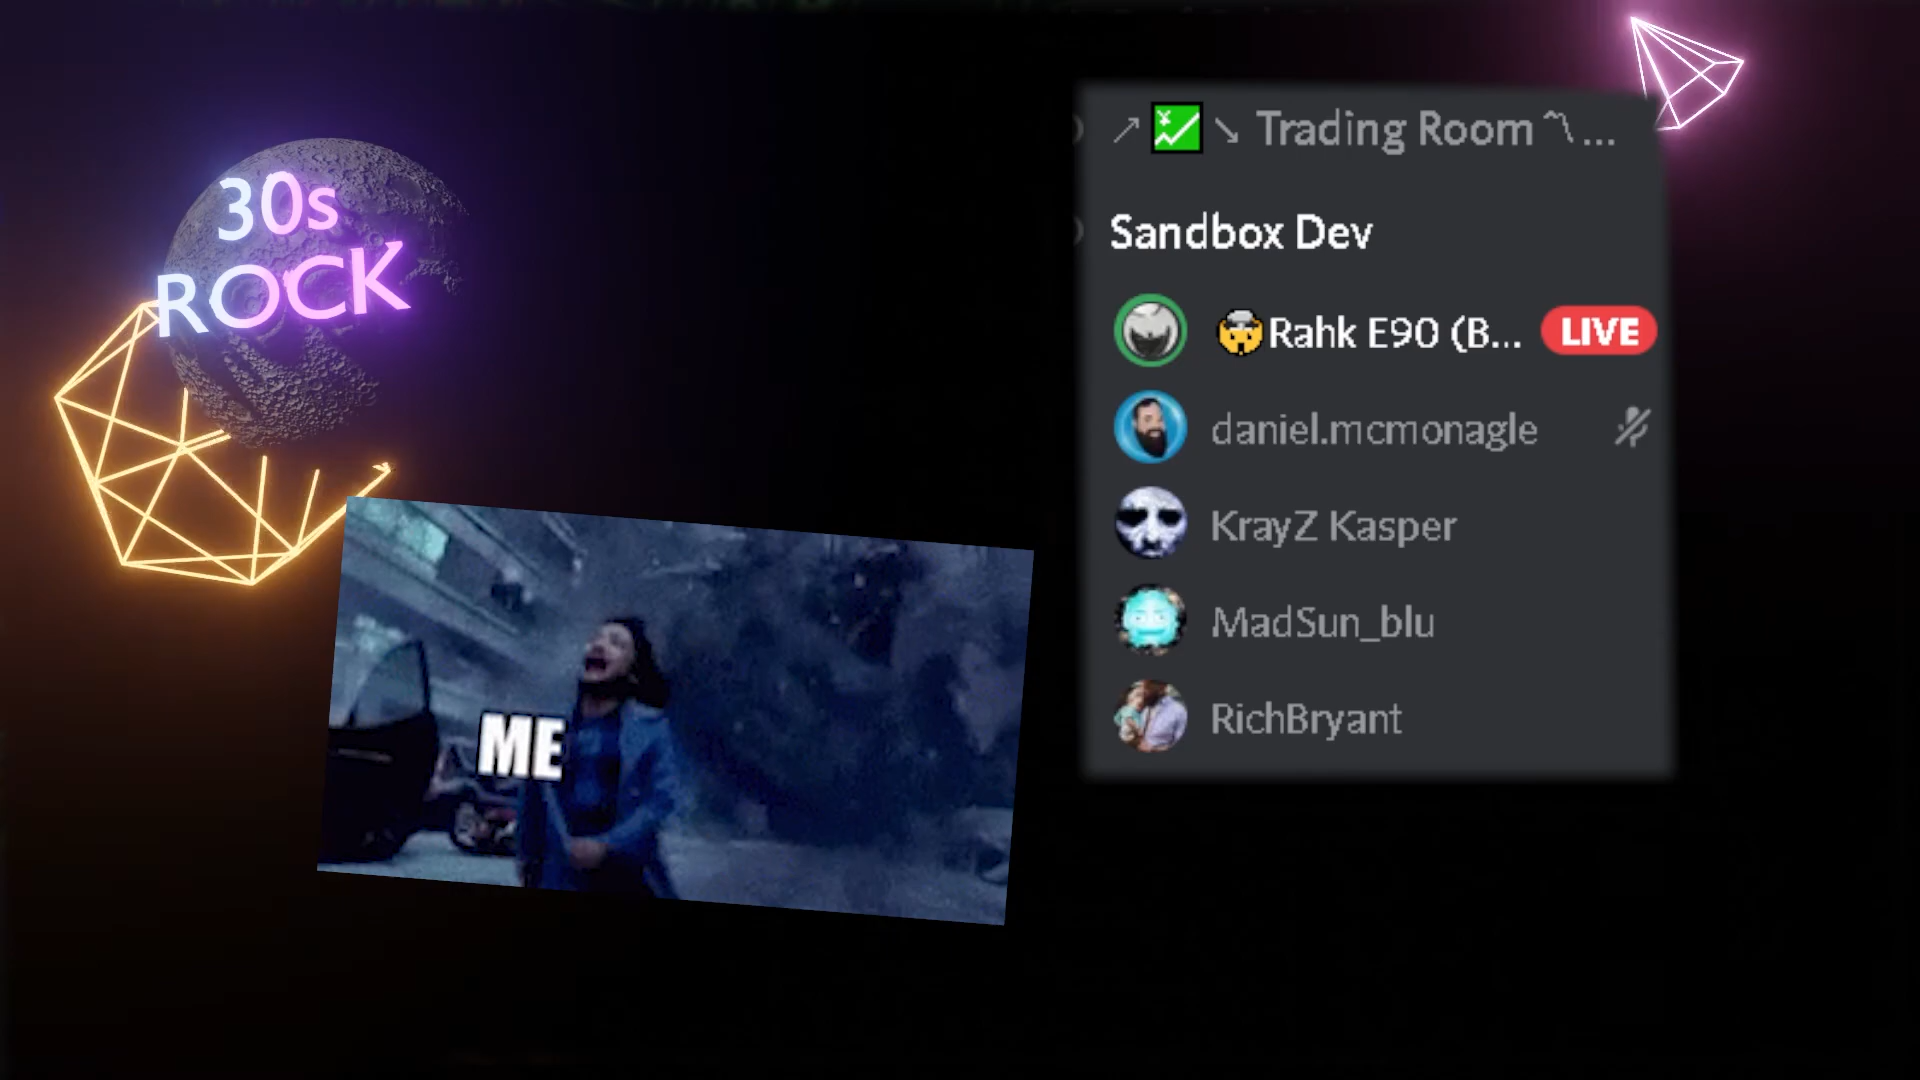 30s
ROCK
Trading Room ...
Sandbox Dev
Rahk E90 (B... LIVE
daniel.mcmonagle
KrayZ Kasper
MadSun_blu
RichBryant
ME